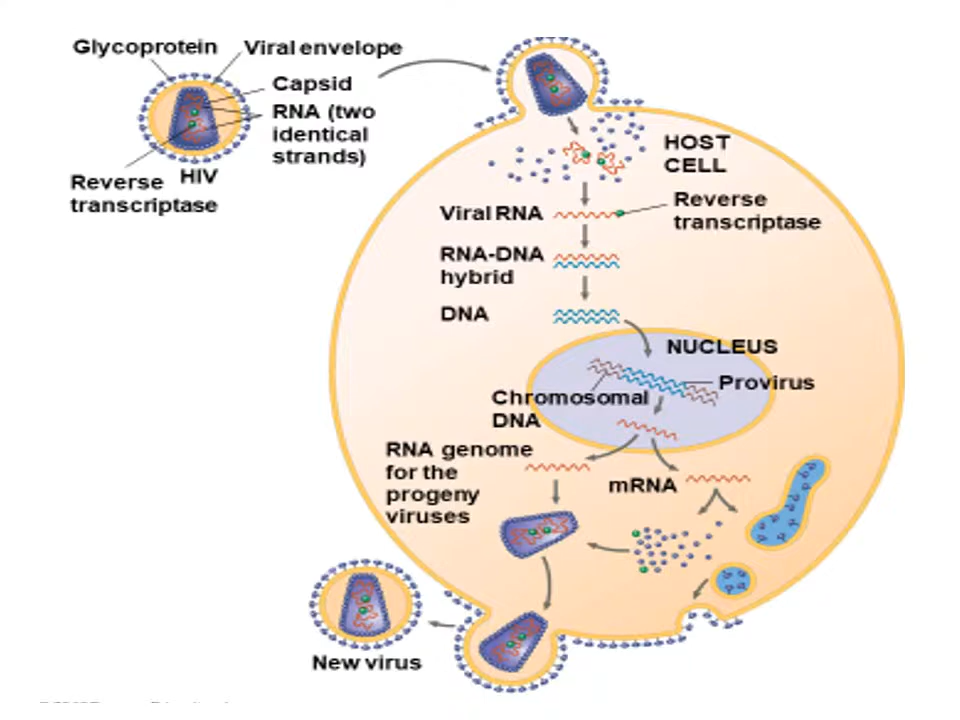 Glycoprotein
Viral envelope
Capsid
RNA (two
identical
strands)
HIV
Reverse
transcriptase
HOST
CELL
Viral RNA
Reverse
transcriptase
RNA-DNA
hybrid
DNA
NUCLEUS
Provirus
Chromosomal
DNA
RNA genome
for the
progeny
viruses
mRNA
New virus